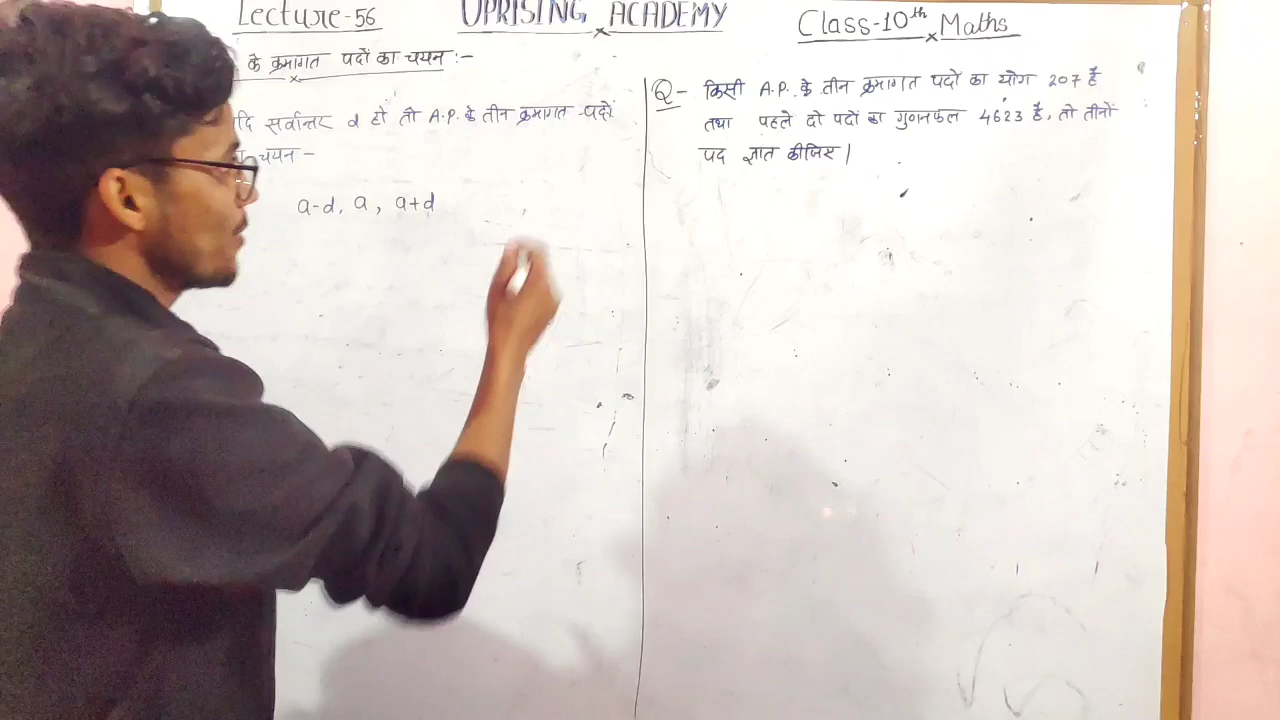 Lecture-56
UPRISING ACADEMY
Class-10th Maths
के क्रमागत पदों का चयन :-
सर्वान्तर d हो तो A.P. के तीन क्रमागत पदों
चयन -
a-d, a, a+d
Q- किसी A.P. के तीन क्रमागत पदों का योग 207 है
तथा पहले दो पदों का गुणनफल 4623 है, तो तीनों
पद ज्ञात कीजिए |